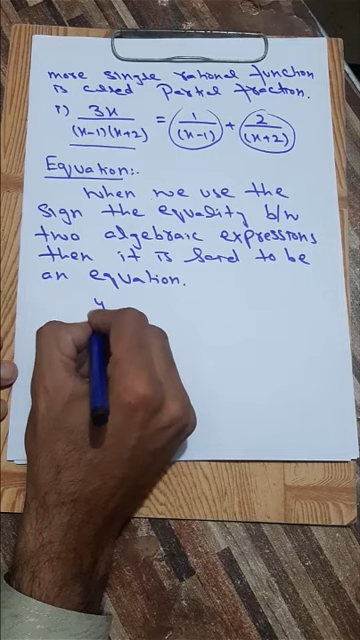 more single rational function
is called Partial fraction.
i) 3x/(x-1)(x+2) = 1/(x-1) + 2/(x+2)
Equation:-
When we use the
Sign the equality b/w
two algebraic expressions
then it is Said to be
an equation.
4